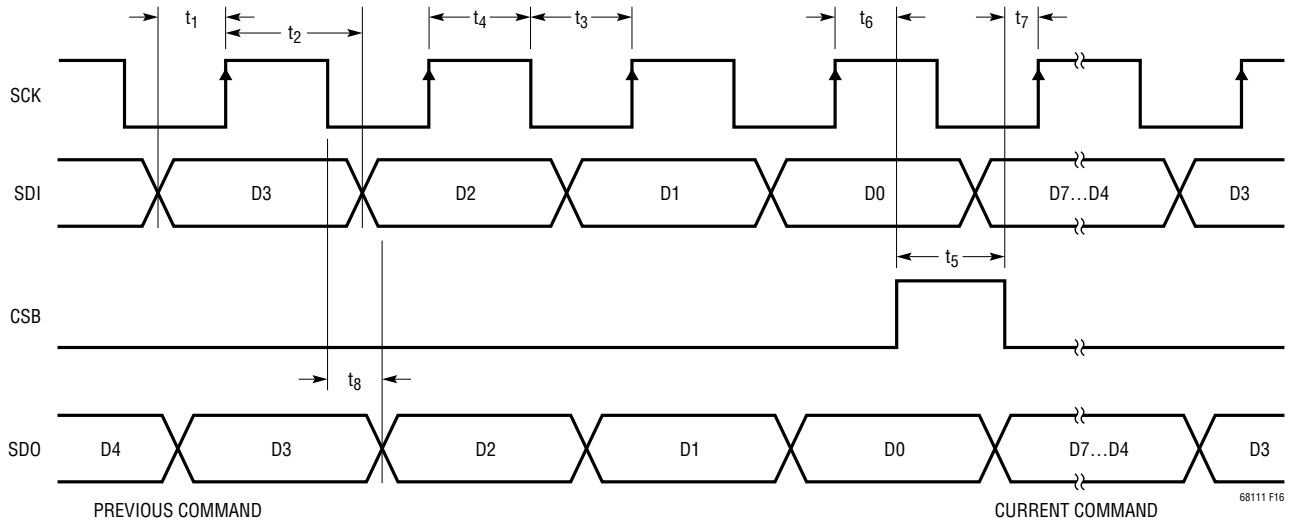 t1 t2 t4 t3 t6 t7
SCK
SDI D3 D2 D1 D0 D7...D4 D3
t5
CSB
t8
SDO D4 D3 D2 D1 D0 D7...D4 D3
68111 F16
PREVIOUS COMMAND CURRENT COMMAND